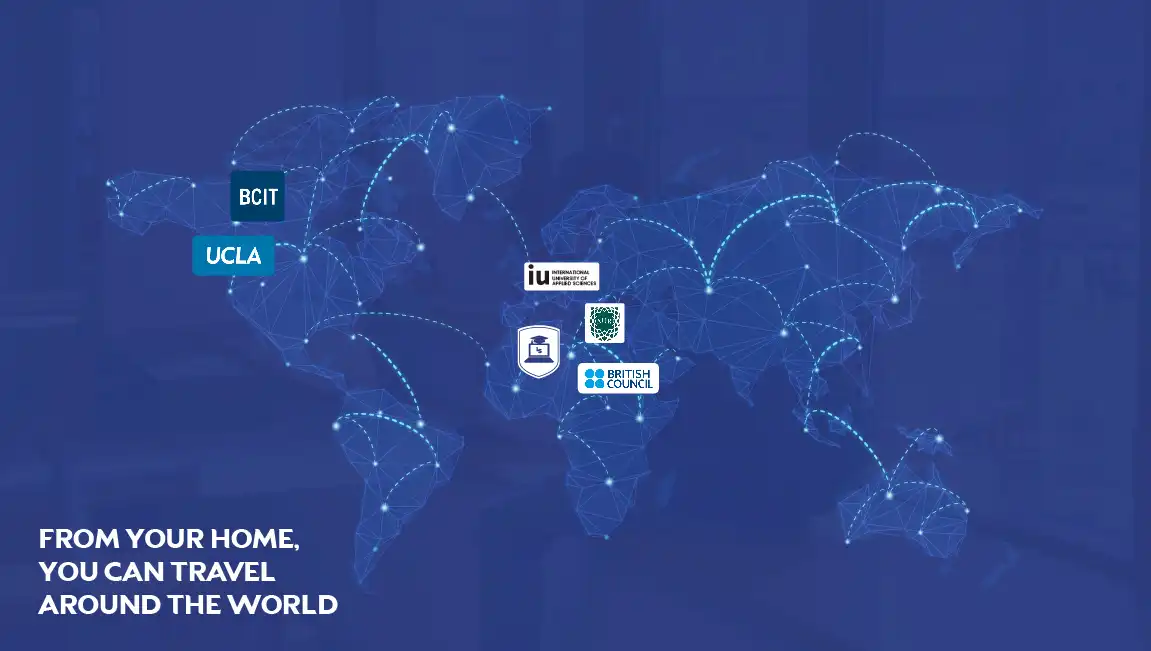 BCIT
UCLA
iu INTERNATIONAL
UNIVERSITY OF
APPLIED SCIENCES
BRITISH
COUNCIL
FROM YOUR HOME,
YOU CAN TRAVEL
AROUND THE WORLD